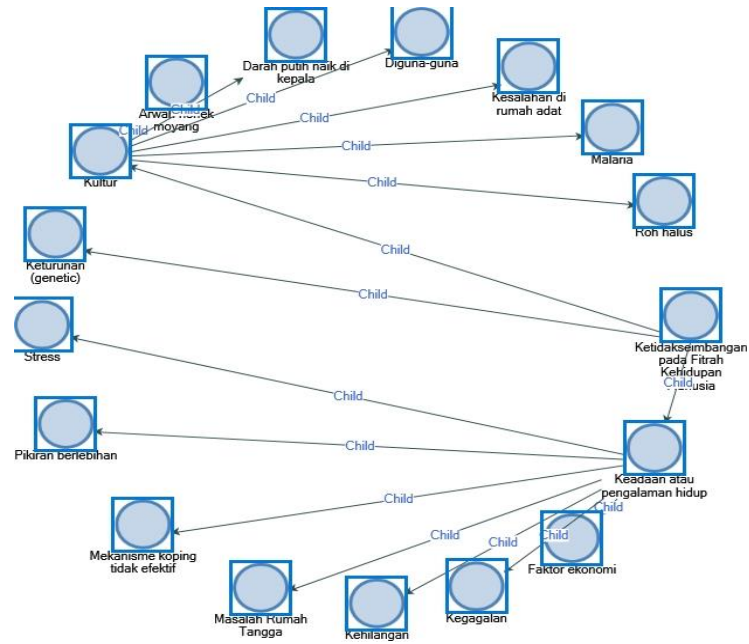 Darah putih naik di
kepala
Diguna-guna
Arwah nenek
moyang
Kesalahan di
rumah adat
Child
Child
Child
Child
Child
Child
Kultur
Malaria
Roh halus
Keturunan
(genetic)
Child
Child
Stress
Ketidakseimbangan
pada Fitrah
Kehidupan
Manusia
Child
Child
Pikiran berlebihan
Child
Keadaan atau
pengalaman hidup
Child
Child
Child
Child
Child
Mekanisme koping
tidak efektif
Faktor ekonomi
Masalah Rumah
Tangga
Kehilangan
Kegagalan